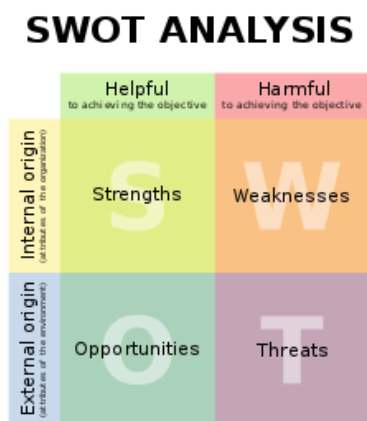 SWOT ANALYSIS
Helpful
to achieving the objective
Harmful
to achieving the objective
Internal origin
(attributes of the organization)
S
Strengths
W
Weaknesses
External origin
(attributes of the environment)
O
Opportunities
T
Threats